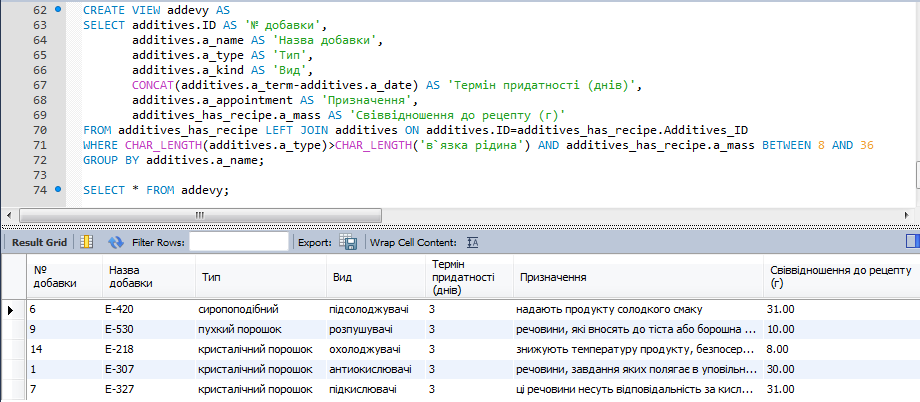 62 CREATE VIEW addevy AS
63 SELECT additives.ID AS '№ добавки',
64 additives.a_name AS 'Назва добавки',
65 additives.a_type AS 'Тип',
66 additives.a_kind AS 'Вид',
67 CONCAT(additives.a_term-additives.a_date) AS 'Термін придатності (днів)',
68 additives.a_appointment AS 'Призначення',
69 additives_has_recipe.a_mass AS 'Свіввідношення до рецепту (г)'
70 FROM additives_has_recipe LEFT JOIN additives ON additives.ID=additives_has_recipe.Additives_ID
71 WHERE CHAR_LENGTH(additives.a_type)>CHAR_LENGTH('в`язка рідина') AND additives_has_recipe.a_mass BETWEEN 8 AND 36
72 GROUP BY additives.a_name;
73
74 SELECT * FROM addevy;
Result Grid Filter Rows: Export: Wrap Cell Content:
№ добавки Назва добавки Тип Вид Термін придатності (днів) Призначення Свіввідношення до рецепту (г)
6 Е-420 сиропоподібний підсолоджувачі 3 надають продукту солодкого смаку 31.00
9 Е-530 пухкий порошок розпушувачі 3 речовини, які вносять до тіста або борошна ... 10.00
14 Е-218 кристалічний порошок охолоджувачі 3 знижують температуру продукту, безпосер... 8.00
1 Е-307 кристалічний порошок антиокислювачі 3 речовини, завдання яких полягає в уповільн... 30.00
7 Е-327 кристалічний порошок підкислювачі 3 ці речовини несуть відповідальність за кисл... 31.00